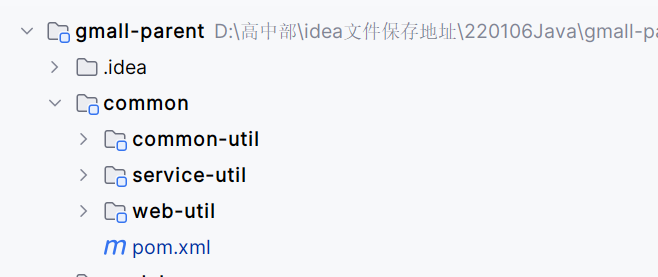 gmall-parent D:\高中部\idea文件保存地址\220106Java\gmall-pa
.idea
common
common-util
service-util
web-util
m pom.xml